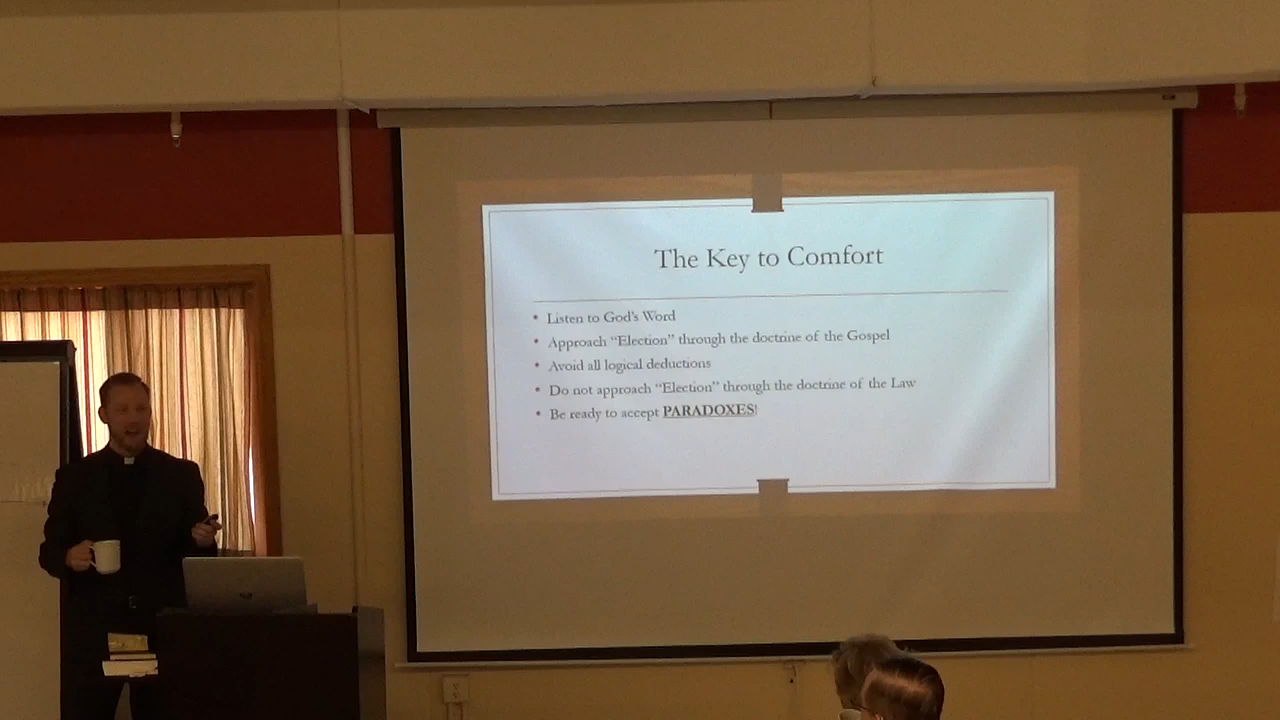 The Key to Comfort
• Listen to God's Word
• Approach “Election” through the doctrine of the Gospel
• Avoid all logical deductions
• Do not approach “Election” through the doctrine of the Law
• Be ready to accept PARADOXES!